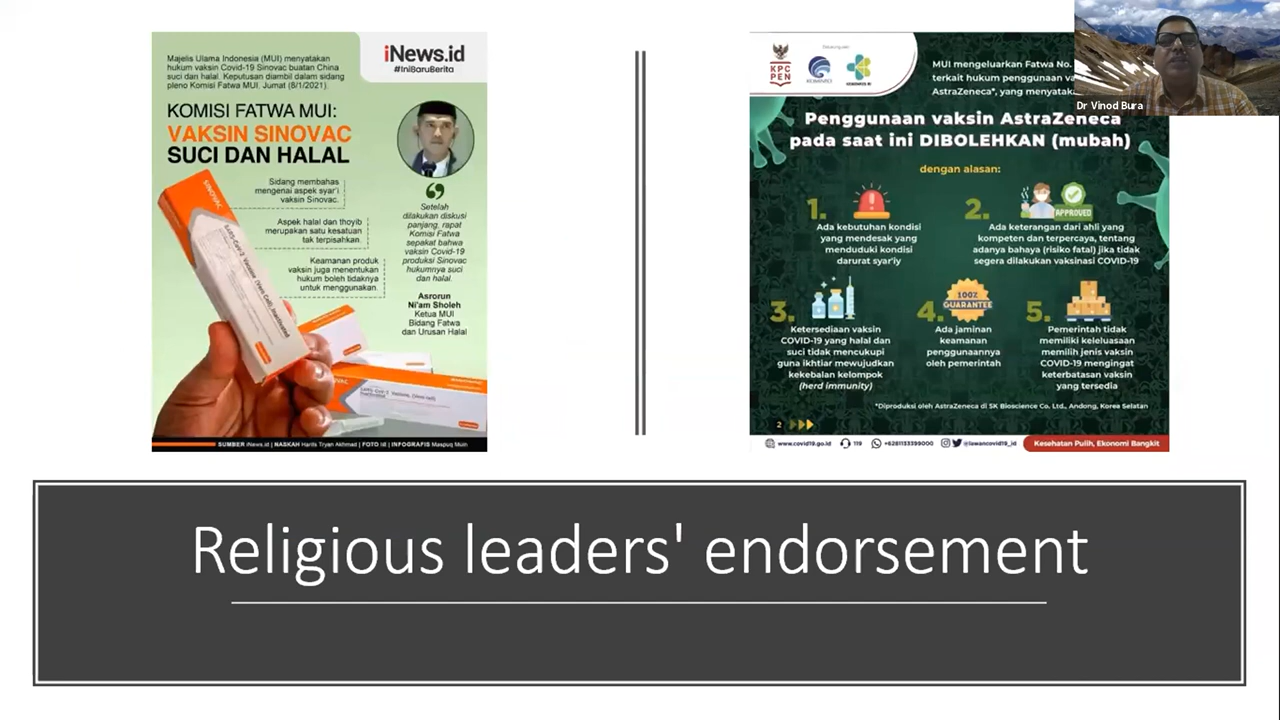 Majelis Ulama Indonesia (MUI) menyatakan
hukum vaksin Covid-19 Sinovac buatan China
suci dan halal. Keputusan diambil dalam sidang
pleno Komisi Fatwa MUI. Jumat (8/1/2021).
iNews.id
#IniBaruBerita
KOMISI FATWA MUI:
VAKSIN SINOVAC
SUCI DAN HALAL
Sidang membahas
mengenai aspek syar'i
vaksin Sinovac.
Aspek halal dan thoyib
merupakan satu kesatuan
tak terpisahkan.
Keamanan produk
vaksin juga menentukan
hukum boleh tidaknya
untuk menggunakan.
Setelah
dilakukan diskusi
panjang, rapat
Komisi Fatwa
sepakat bahwa
vaksin Covid-19
produksi Sinovac
hukumnya suci
dan halal.
Asrorun
Ni'am Sholeh
Ketua MUI
Bidang Fatwa
dan Urusan Halal
SINOVAC
SUMBER iNews.id | NASKAH Harits Tryan Akhmad | FOTO Id | INFOGRAFIS Maspuq Muin
KPC
PEN
KOMINFO
MUI mengeluarkan Fatwa No.
terkait hukum penggunaan
AstraZeneca*, yang
Dr Vinod Bura
Penggunaan vaksin AstraZeneca
pada saat ini DIBOLEHKAN (mubah)
dengan alasan:
1.
Ada kebutuhan kondisi
yang mendesak yang
menduduki kondisi
darurat syar'iy
2.
APPROVED
Ada keterangan dari ahli yang
kompeten dan terpercaya, tentang
adanya bahaya (risiko fatal) jika tidak
segera dilakukan vaksinasi COVID-19
3.
Ketersediaan vaksin
COVID-19 yang halal dan
suci tidak mencukupi
guna ikhtiar mewujudkan
kekebalan kelompok
(herd immunity)
4.
100%
GUARANTEE
Ada jaminan
keamanan
penggunaannya
oleh pemerintah
5.
Pemerintah tidak
memiliki keleluasaan
memilih jenis vaksin
COVID-19 mengingat
keterbatasan vaksin
yang tersedia
*Diproduksi oleh AstraZeneca di SK Bioscience Co. Ltd., Andong, Korea Selatan
2
www.covid19.go.id 119 +6281133399000 @lawancovid19_id Kesehatan Pulih, Ekonomi Bangkit
Religious leaders' endorsement